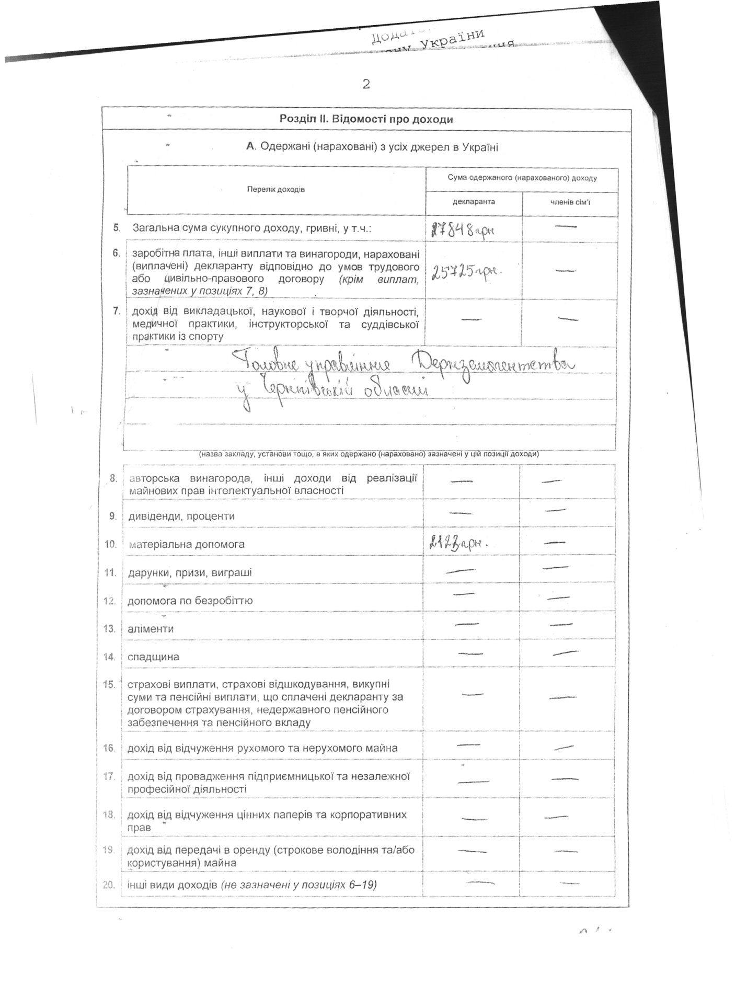 України
2
Розділ II. Відомості про доходи
А. Одержані (нараховані) з усіх джерел в Україні
Перелік доходів
Сума одержаного (нарахованого) доходу
декларанта
членів сім'ї
5. Загальна сума сукупного доходу, гривні, у т.ч.: 27848грн —
6. заробітна плата, інші виплати та винагороди, нараховані
(виплачені) декларанту відповідно до умов трудового
або цивільно-правового договору (крім виплат,
зазначених у позиціях 7, 8)
25725грн. —
7. дохід від викладацької, наукової і творчої діяльності,
медичної практики, інструкторської та суддівської
практики із спорту
— —
Головне управління Держземагентства
у Чернігівській області
(назва закладу, установи тощо, в яких одержано (нараховано) зазначені у цій позиції доходи)
8. авторська винагорода, інші доходи від реалізації
майнових прав інтелектуальної власності
— —
9. дивіденди, проценти — —
10. матеріальна допомога 2123грн. —
11. дарунки, призи, виграші — —
12. допомога по безробіттю — —
13. аліменти — —
14. спадщина — —
15. страхові виплати, страхові відшкодування, викупні
суми та пенсійні виплати, що сплачені декларанту за
договором страхування, недержавного пенсійного
забезпечення та пенсійного вкладу
— —
16. дохід від відчуження рухомого та нерухомого майна — —
17. дохід від провадження підприємницької та незалежної
професійної діяльності
— —
18. дохід від відчуження цінних паперів та корпоративних
прав
— —
19. дохід від передачі в оренду (строкове володіння та/або
користування) майна
— —
20. інші види доходів (не зазначені у позиціях 6–19) — —